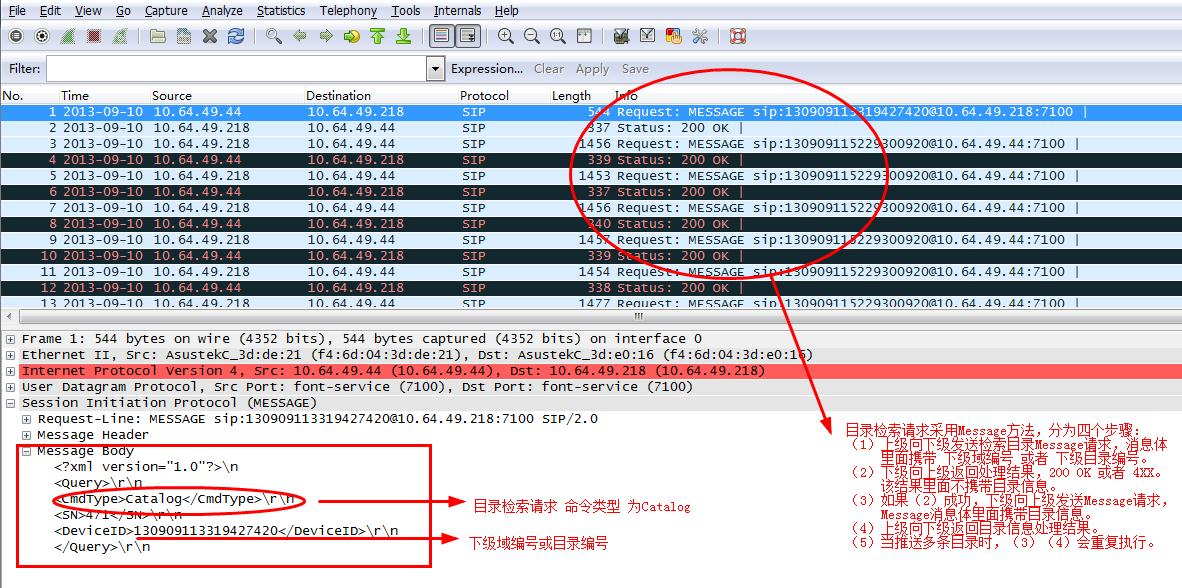 File Edit View Go Capture Analyze Statistics Telephony Tools Internals Help
Filter: Expression... Clear Apply Save
No. Time Source Destination Protocol Length Info
1 2013-09-10 10.64.49.44 10.64.49.218 SIP 544 Request: MESSAGE sip:130909113319427420@10.64.49.218:7100 |
2 2013-09-10 10.64.49.218 10.64.49.44 SIP 337 Status: 200 OK |
3 2013-09-10 10.64.49.218 10.64.49.44 SIP 1456 Request: MESSAGE sip:130909115229300920@10.64.49.44:7100 |
4 2013-09-10 10.64.49.44 10.64.49.218 SIP 339 Status: 200 OK |
5 2013-09-10 10.64.49.218 10.64.49.44 SIP 1453 Request: MESSAGE sip:130909115229300920@10.64.49.44:7100 |
6 2013-09-10 10.64.49.44 10.64.49.218 SIP 337 Status: 200 OK |
7 2013-09-10 10.64.49.218 10.64.49.44 SIP 1456 Request: MESSAGE sip:130909115229300920@10.64.49.44:7100 |
8 2013-09-10 10.64.49.44 10.64.49.218 SIP 340 Status: 200 OK |
9 2013-09-10 10.64.49.218 10.64.49.44 SIP 1457 Request: MESSAGE sip:130909115229300920@10.64.49.44:7100 |
10 2013-09-10 10.64.49.44 10.64.49.218 SIP 339 Status: 200 OK |
11 2013-09-10 10.64.49.218 10.64.49.44 SIP 1454 Request: MESSAGE sip:130909115229300920@10.64.49.44:7100 |
12 2013-09-10 10.64.49.44 10.64.49.218 SIP 338 Status: 200 OK |
13 2013-09-10 10.64.49.218 10.64.49.44 SIP 1477 Request: MESSAGE sip:130909115229300920@10.64.49.44:7100 |
Frame 1: 544 bytes on wire (4352 bits), 544 bytes captured (4352 bits) on interface 0
Ethernet II, Src: AsustekC_3d:de:21 (f4:6d:04:3d:de:21), Dst: AsustekC_3d:e0:16 (f4:6d:04:3d:e0:16)
Internet Protocol Version 4, Src: 10.64.49.44 (10.64.49.44), Dst: 10.64.49.218 (10.64.49.218)
User Datagram Protocol, Src Port: font-service (7100), Dst Port: font-service (7100)
Session Initiation Protocol (MESSAGE)
Request-Line: MESSAGE sip:130909113319427420@10.64.49.218:7100 SIP/2.0
Message Header
Message Body
<?xml version="1.0"?>\n
<Query>\r\n
<CmdType>Catalog</CmdType>\r\n
<SN>471</SN>\r\n
<DeviceID>130909113319427420</DeviceID>\r\n
</Query>\r\n
目录检索请求 命令类型 为Catalog
下级域编号或目录编号
目录检索请求采用Message方法，分为四个步骤：
（1）上级向下级发送检索目录Message请求，消息体
里面携带 下级域编号 或者 下级目录编号。
（2）下级向上级返回处理结果，200 OK 或者 4XX。
该结果里面不携带目录信息。
（3）如果（2）成功，下级向上级发送Message请求，
Message消息体里面携带目录信息。
（4）上级向下级返回目录信息处理结果。
（5）当推送多条目录时，（3）（4）会重复执行。